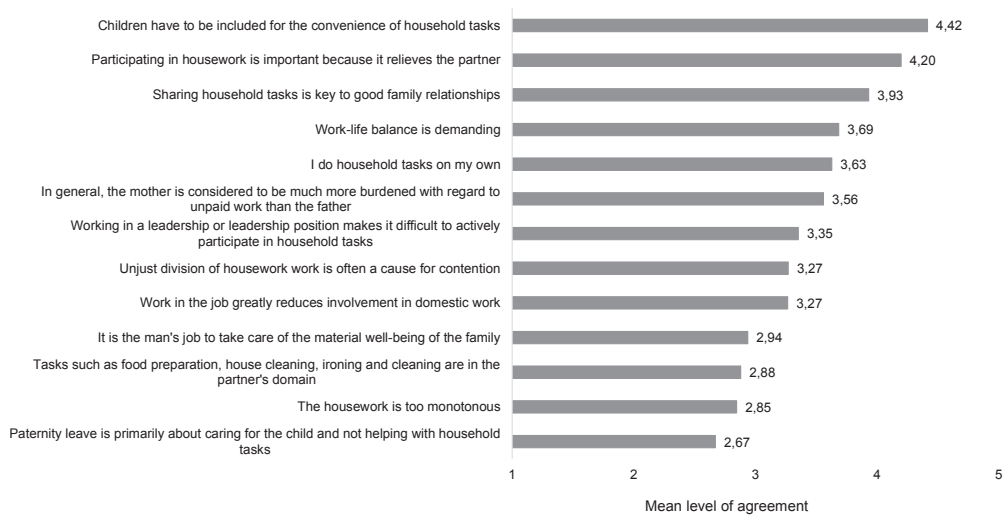 Children have to be included for the convenience of household tasks
4,42
Participating in housework is important because it relieves the partner
4,20
Sharing household tasks is key to good family relationships
3,93
Work-life balance is demanding
3,69
I do household tasks on my own
3,63
In general, the mother is considered to be much more burdened with regard to
unpaid work than the father
3,56
Working in a leadership or leadership position makes it difficult to actively
participate in household tasks
3,35
Unjust division of housework work is often a cause for contention
3,27
Work in the job greatly reduces involvement in domestic work
3,27
It is the man's job to take care of the material well-being of the family
2,94
Tasks such as food preparation, house cleaning, ironing and cleaning are in the
partner's domain
2,88
The housework is too monotonous
2,85
Paternity leave is primarily about caring for the child and not helping with household
tasks
2,67
1 2 3 4 5
Mean level of agreement